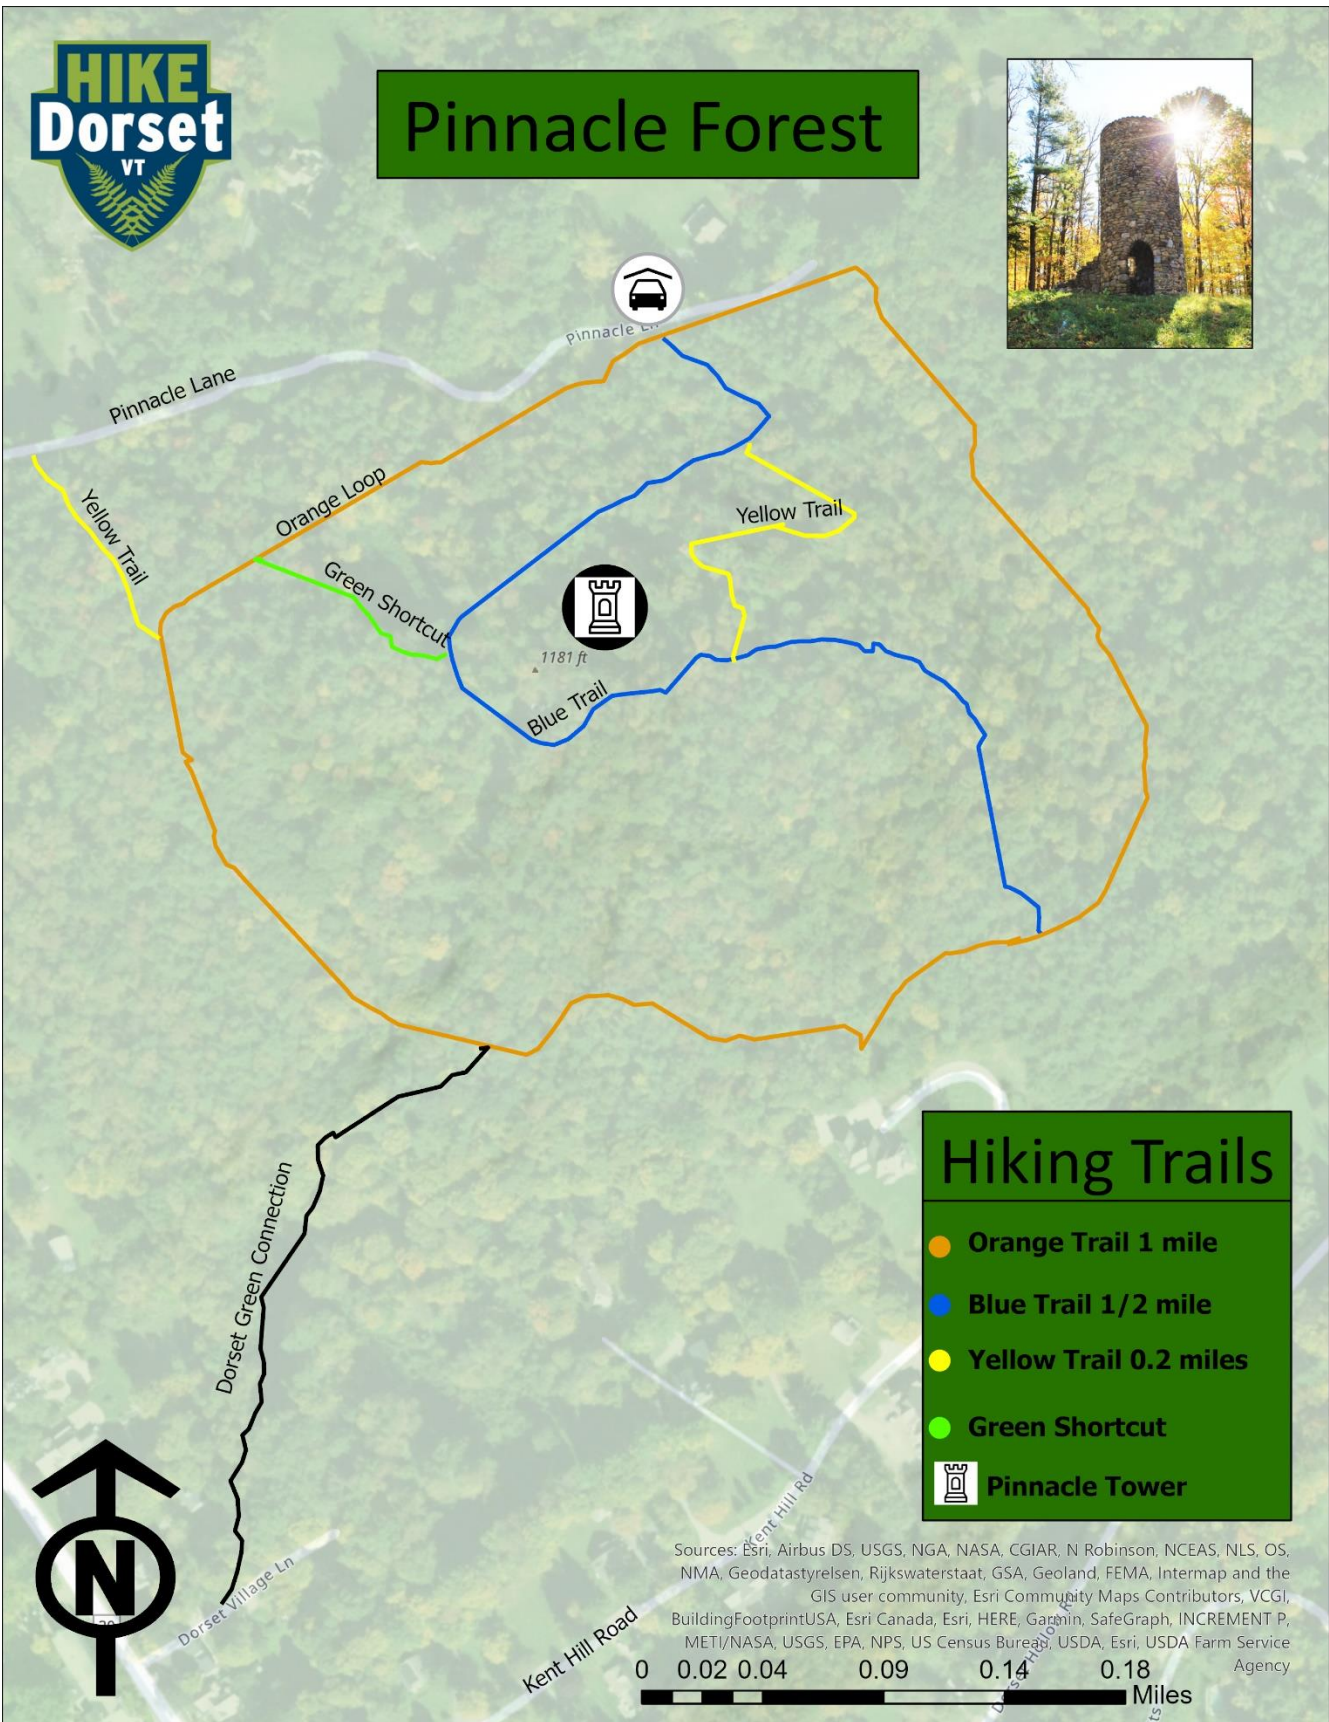 HIKE
Dorset
VT
Pinnacle Forest
Pinnacle Ln
Pinnacle Lane
Yellow Trail
Orange Loop
Green Shortcut
Yellow Trail
1181 ft
Blue Trail
Dorset Green Connection
Hiking Trails
Orange Trail 1 mile
Blue Trail 1/2 mile
Yellow Trail 0.2 miles
Green Shortcut
Pinnacle Tower
N
Dorset Village Ln
Kent Hill Rd
Kent Hill Road
Sources: Esri, Airbus DS, USGS, NGA, NASA, CGIAR, N Robinson, NCEAS, NLS, OS,
NMA, Geodatastyrelsen, Rijkswaterstaat, GSA, Geoland, FEMA, Intermap and the
GIS user community, Esri Community Maps Contributors, VCGI,
BuildingFootprintUSA, Esri Canada, Esri, HERE, Garmin, SafeGraph, INCREMENT P,
METI/NASA, USGS, EPA, NPS, US Census Bureau, USDA, Esri, USDA Farm Service
Agency
Dorset Hollow Rd
0 0.02 0.04 0.09 0.14 0.18
Miles